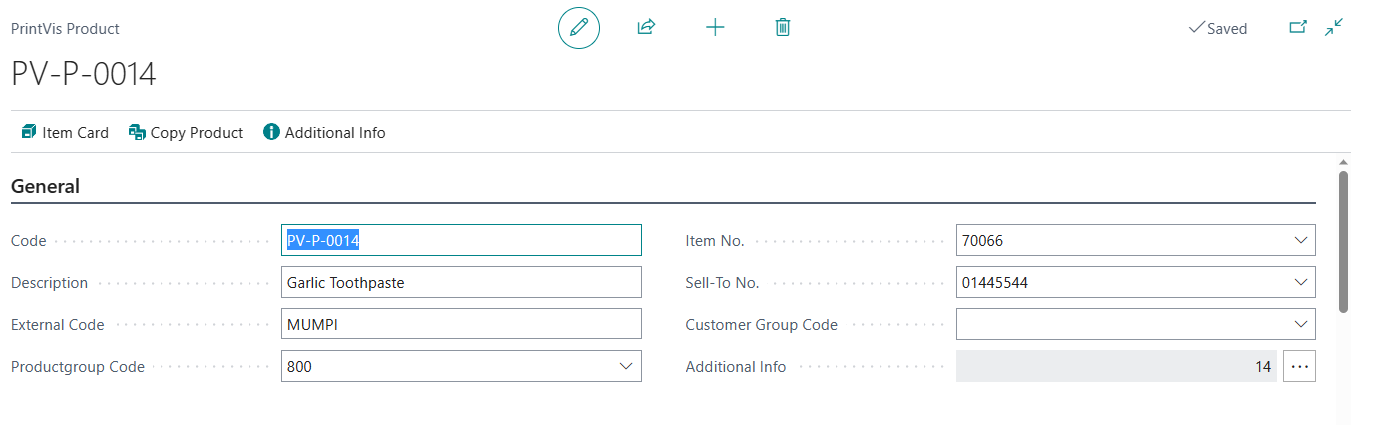 PrintVis Product
Saved
PV-P-0014
Item Card Copy Product Additional Info
General
Code PV-P-0014
Item No. 70066
Description Garlic Toothpaste
Sell-To No. 01445544
External Code MUMPI
Customer Group Code
Productgroup Code 800
Additional Info 14